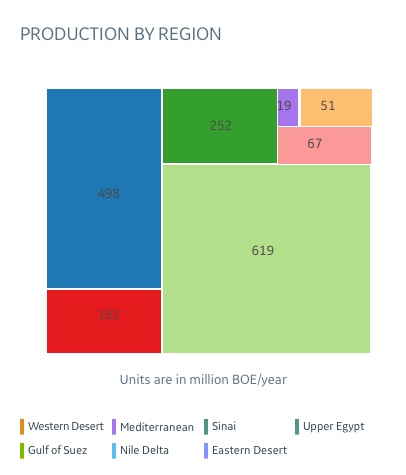 PRODUCTION BY REGION
19 51
252
67
498
619
162
Units are in million BOE/year
Western Desert Mediterranean Sinai Upper Egypt
Gulf of Suez Nile Delta Eastern Desert